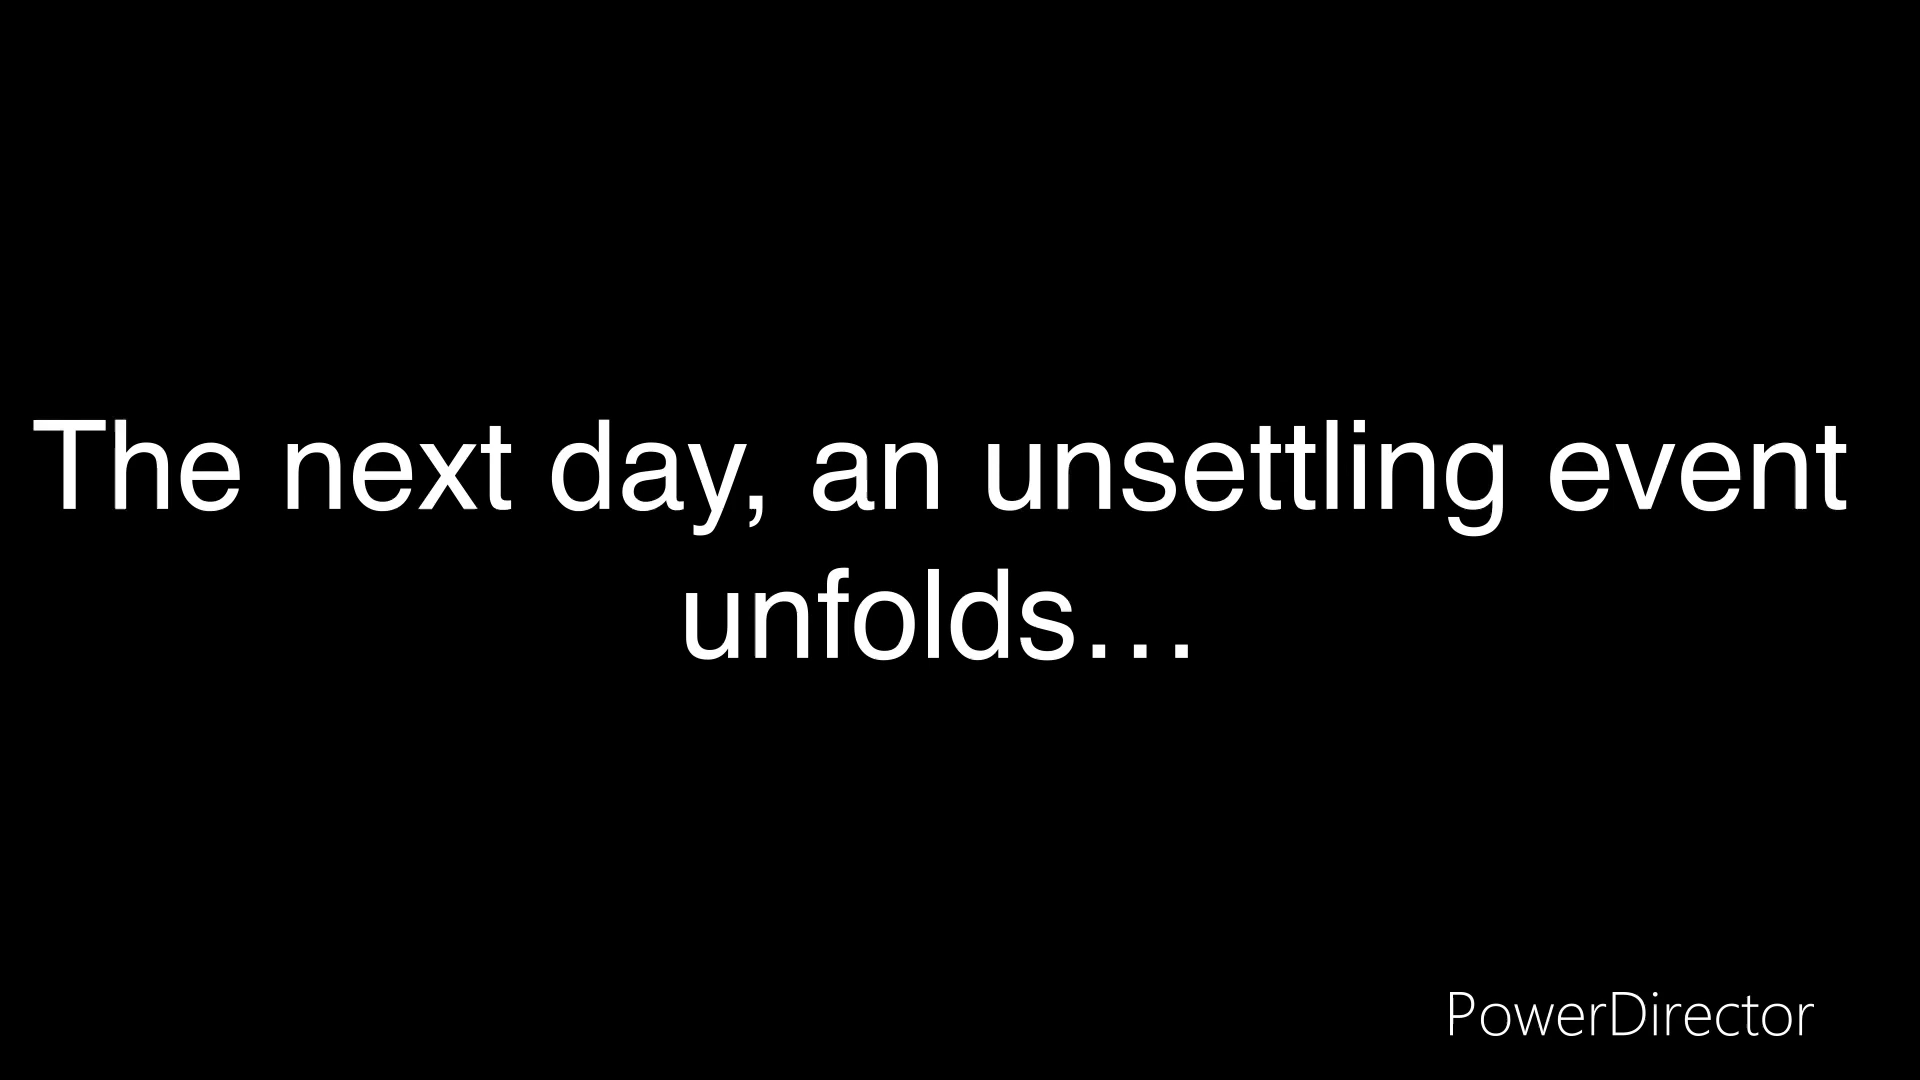 The next day, an unsettling event
unfolds…
PowerDirector